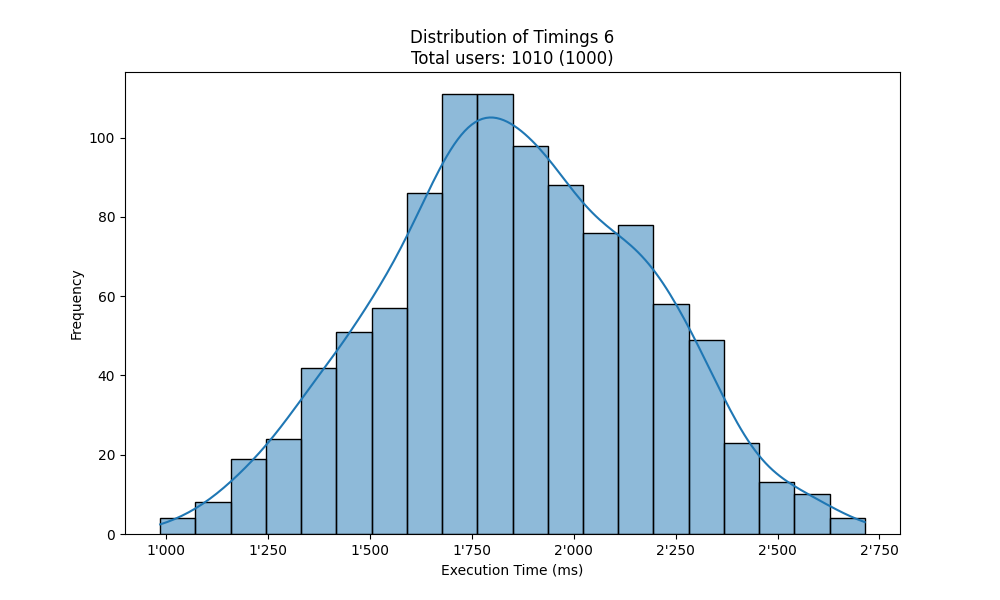 Distribution of Timings 6
Total users: 1010 (1000)
Frequency
100
80
60
40
20
0
1'000 1'250 1'500 1'750 2'000 2'250 2'500 2'750
Execution Time (ms)